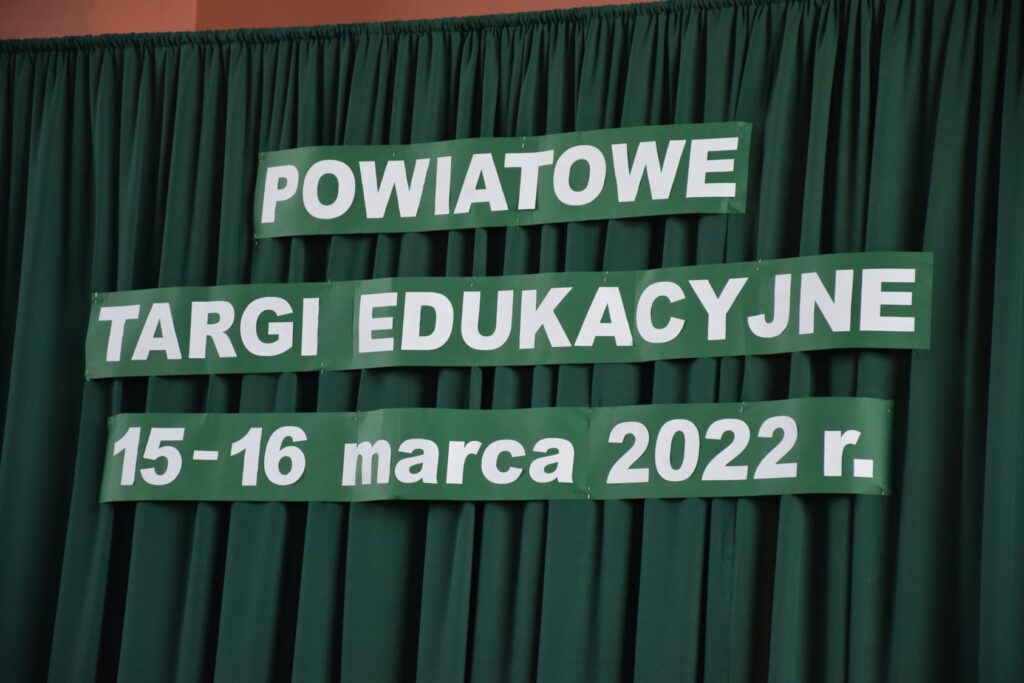 POWIATOWE
TARGI EDUKACYJNE
15-16 marca 2022 r.